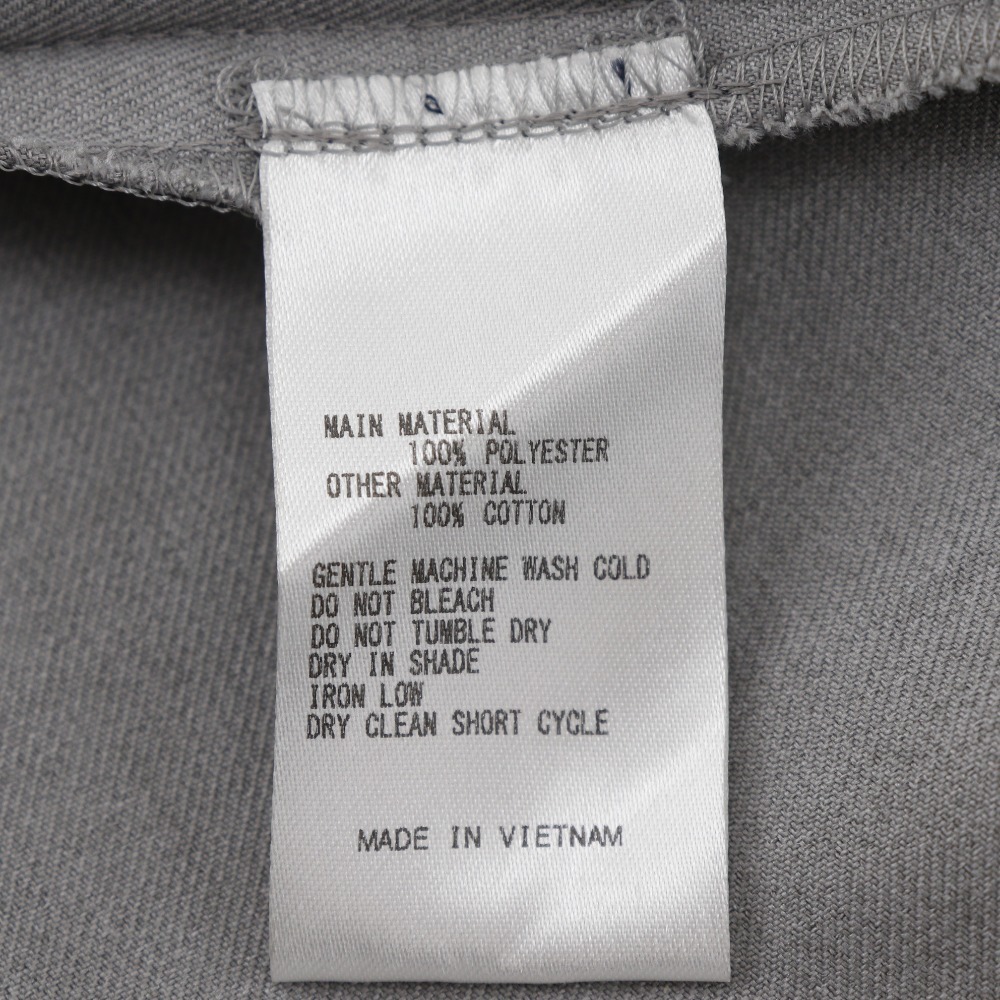 MAIN MATERIAL
100% POLYESTER
OTHER MATERIAL
100% COTTON
GENTLE MACHINE WASH COLD
DO NOT BLEACH
DO NOT TUMBLE DRY
DRY IN SHADE
IRON LOW
DRY CLEAN SHORT CYCLE
MADE IN VIETNAM